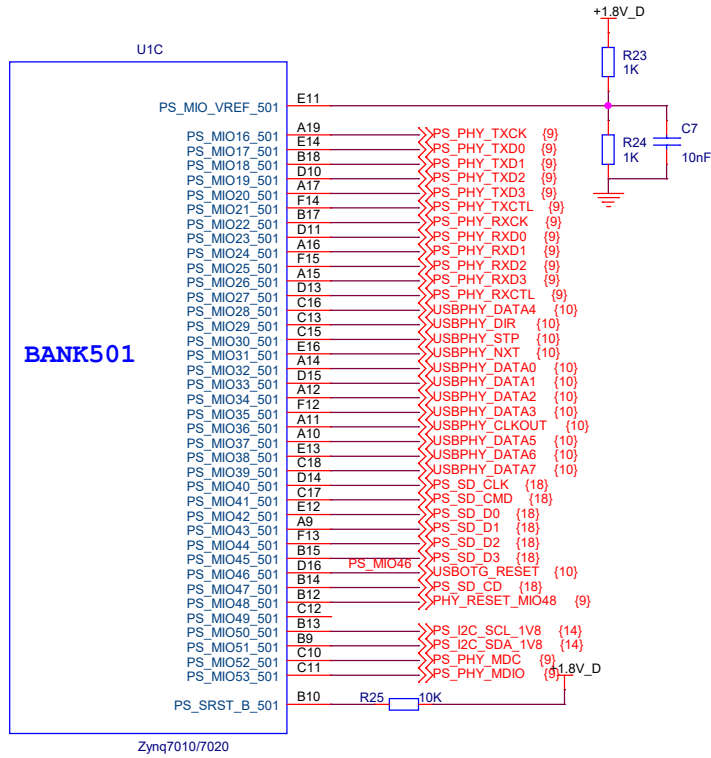 +1.8V_D
U1C
R23
1K
PS_MIO_VREF_501 E11
R24
1K
C7
10nF
PS_MIO16_501 A19 PS_PHY_TXCK {9}
PS_MIO17_501 E14 PS_PHY_TXD0 {9}
PS_MIO18_501 B18 PS_PHY_TXD1 {9}
PS_MIO19_501 D10 PS_PHY_TXD2 {9}
PS_MIO20_501 A17 PS_PHY_TXD3 {9}
PS_MIO21_501 F14 PS_PHY_TXCTL {9}
PS_MIO22_501 B17 PS_PHY_RXCK {9}
PS_MIO23_501 D11 PS_PHY_RXD0 {9}
PS_MIO24_501 A16 PS_PHY_RXD1 {9}
PS_MIO25_501 F15 PS_PHY_RXD2 {9}
PS_MIO26_501 A15 PS_PHY_RXD3 {9}
PS_MIO27_501 D13 PS_PHY_RXCTL {9}
PS_MIO28_501 C16 USBPHY_DATA4 {10}
PS_MIO29_501 C13 USBPHY_DIR {10}
PS_MIO30_501 C15 USBPHY_STP {10}
PS_MIO31_501 E16 USBPHY_NXT {10}
BANK501
PS_MIO32_501 A14 USBPHY_DATA0 {10}
PS_MIO33_501 D15 USBPHY_DATA1 {10}
PS_MIO34_501 A12 USBPHY_DATA2 {10}
PS_MIO35_501 F12 USBPHY_DATA3 {10}
PS_MIO36_501 A11 USBPHY_CLKOUT {10}
PS_MIO37_501 A10 USBPHY_DATA5 {10}
PS_MIO38_501 E13 USBPHY_DATA6 {10}
PS_MIO39_501 C18 USBPHY_DATA7 {10}
PS_MIO40_501 D14 PS_SD_CLK {18}
PS_MIO41_501 C17 PS_SD_CMD {18}
PS_MIO42_501 E12 PS_SD_D0 {18}
PS_MIO43_501 A9 PS_SD_D1 {18}
PS_MIO44_501 F13 PS_SD_D2 {18}
PS_MIO45_501 B15 PS_SD_D3 {18}
PS_MIO46_501 D16 PS_MIO46 USBOTG_RESET {10}
PS_MIO47_501 B14 PS_SD_CD {18}
PS_MIO48_501 B12 PHY_RESET_MIO48 {9}
PS_MIO49_501 C12
PS_MIO50_501 B13 PS_I2C_SCL_1V8 {14}
PS_MIO51_501 B9 PS_I2C_SDA_1V8 {14}
PS_MIO52_501 C10 PS_PHY_MDC {9}
PS_MIO53_501 C11 PS_PHY_MDIO {9}
+1.8V_D
PS_SRST_B_501 B10 R25 10K
Zynq7010/7020